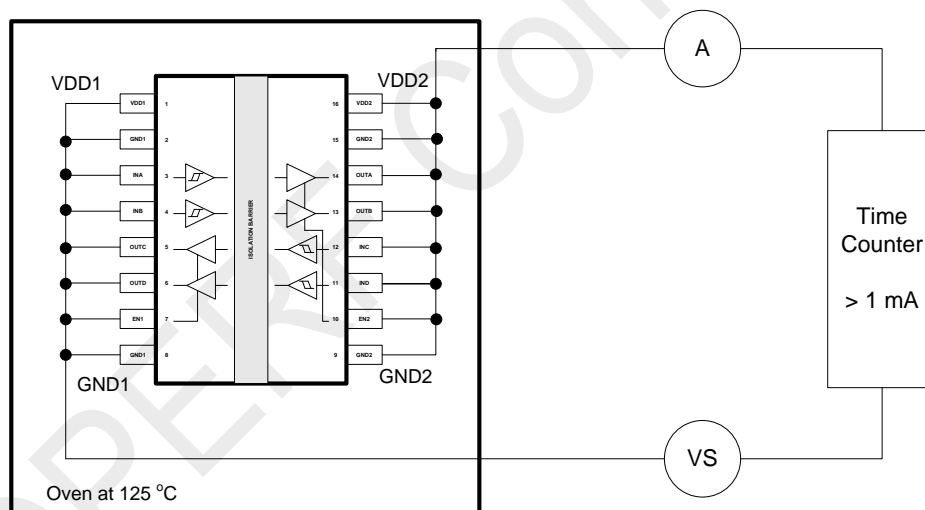 A
VDD1
VDD2
VDD1 1
16 VDD2
GND1 2
15 GND2
INA 3
14 OUTA
INB 4
13 OUTB
OUTC 5
12 INC
OUTD 6
11 IND
EN1 7
10 EN2
GND1 8
9 GND2
ISOLATION BARRIER
GND1
GND2
Time
Counter
> 1 mA
VS
Oven at 125 °C